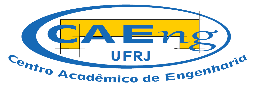 CAEng
UFRJ
Centro Acadêmico de Engenharia